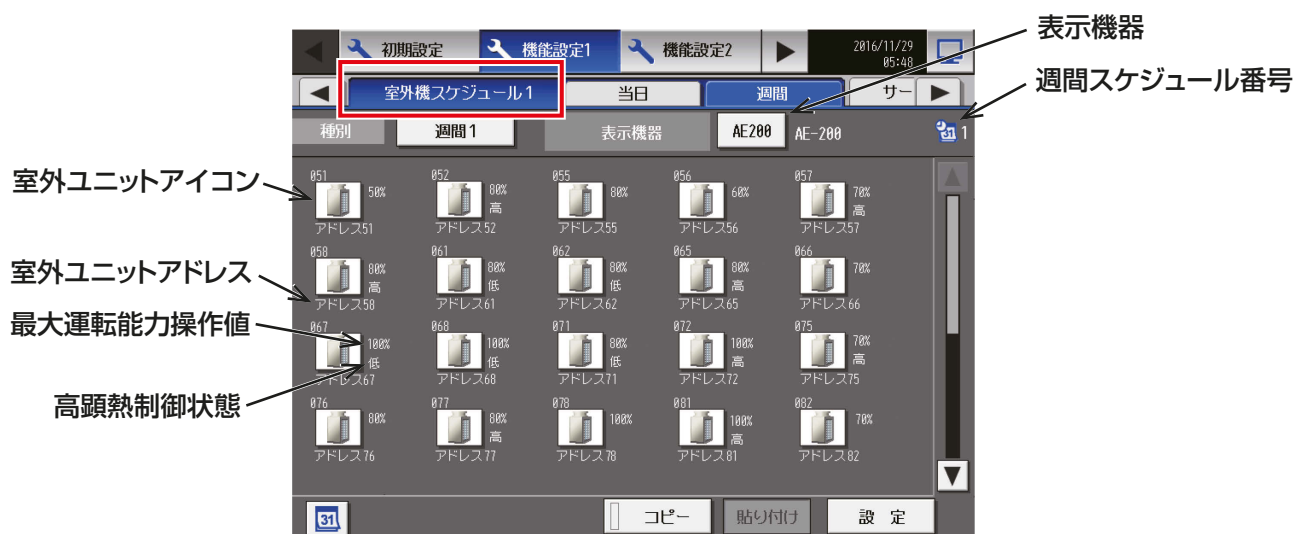 表示機器
初期設定
機能設定1
機能設定2
2016/11/29
05:48
週間スケジュール番号
室外機スケジュール1
当日
週間
サー
種別
週間1
表示機器
AE200
AE-200
31 1
室外ユニットアイコン
051 50% アドレス51
052 80% 高 アドレス52
055 80% アドレス55
056 60% アドレス56
057 70% 高 アドレス57
室外ユニットアドレス
058 80% 高 アドレス58
061 80% 低 アドレス61
062 80% 低 アドレス62
065 80% 高 アドレス65
066 70% アドレス66
最大運転能力操作値
067 100% 低 アドレス67
068 100% 低 アドレス68
071 80% 低 アドレス71
072 100% 高 アドレス72
075 70% 高 アドレス75
高顕熱制御状態
076 80% アドレス76
077 80% 高 アドレス77
078 100% アドレス78
081 100% 高 アドレス81
082 70% アドレス82
31
コピー
貼り付け
設 定